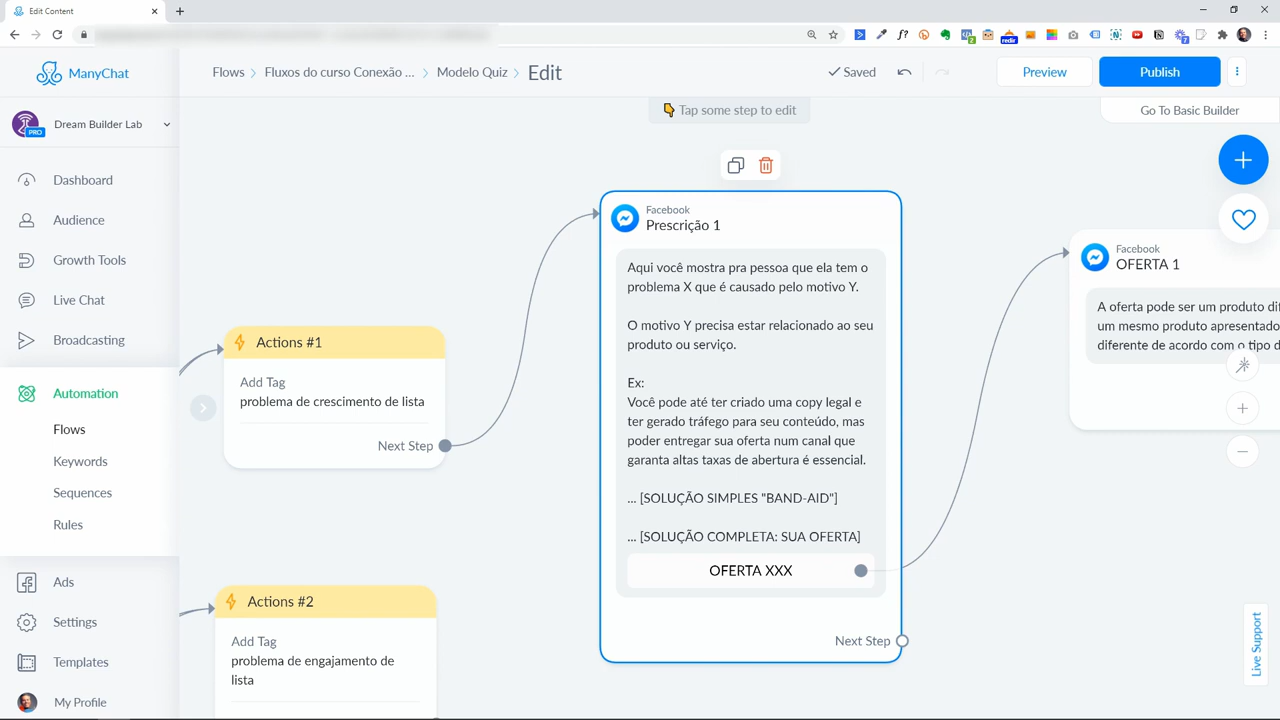 Edit Content
Flows
Fluxos do curso Conexão ...
Modelo Quiz
Edit
Saved
Preview
Publish
ManyChat
Tap some step to edit
Go To Basic Builder
PRO
Dream Builder Lab
Dashboard
Audience
Growth Tools
Live Chat
Broadcasting
Automation
Flows
Keywords
Sequences
Rules
Ads
Settings
Templates
My Profile
Actions #1
Add Tag
problema de crescimento de lista
Next Step
Actions #2
Add Tag
problema de engajamento de
lista
Facebook
Prescrição 1
Aqui você mostra pra pessoa que ela tem o
problema X que é causado pelo motivo Y.
O motivo Y precisa estar relacionado ao seu
produto ou serviço.
Ex:
Você pode até ter criado uma copy legal e
ter gerado tráfego para seu conteúdo, mas
poder entregar sua oferta num canal que
garanta altas taxas de abertura é essencial.
... [SOLUÇÃO SIMPLES "BAND-AID"]
... [SOLUÇÃO COMPLETA: SUA OFERTA]
OFERTA XXX
Next Step
Facebook
OFERTA 1
A oferta pode ser um produto dif
um mesmo produto apresentado
diferente de acordo com o tipo d
Live Support